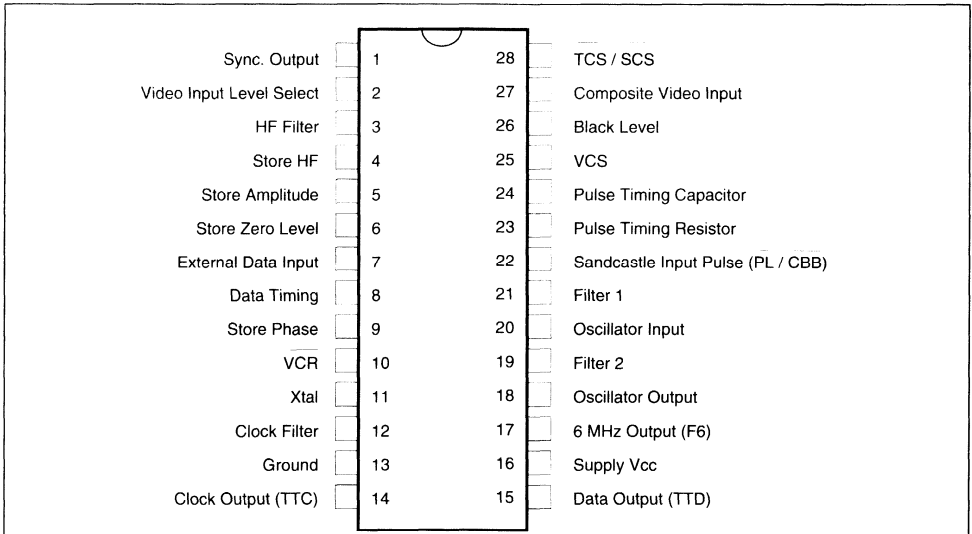 Sync. Output 1 28 TCS / SCS
Video Input Level Select 2 27 Composite Video Input
HF Filter 3 26 Black Level
Store HF 4 25 VCS
Store Amplitude 5 24 Pulse Timing Capacitor
Store Zero Level 6 23 Pulse Timing Resistor
External Data Input 7 22 Sandcastle Input Pulse (PL / CBB)
Data Timing 8 21 Filter 1
Store Phase 9 20 Oscillator Input
VCR 10 19 Filter 2
Xtal 11 18 Oscillator Output
Clock Filter 12 17 6 MHz Output (F6)
Ground 13 16 Supply Vcc
Clock Output (TTC) 14 15 Data Output (TTD)